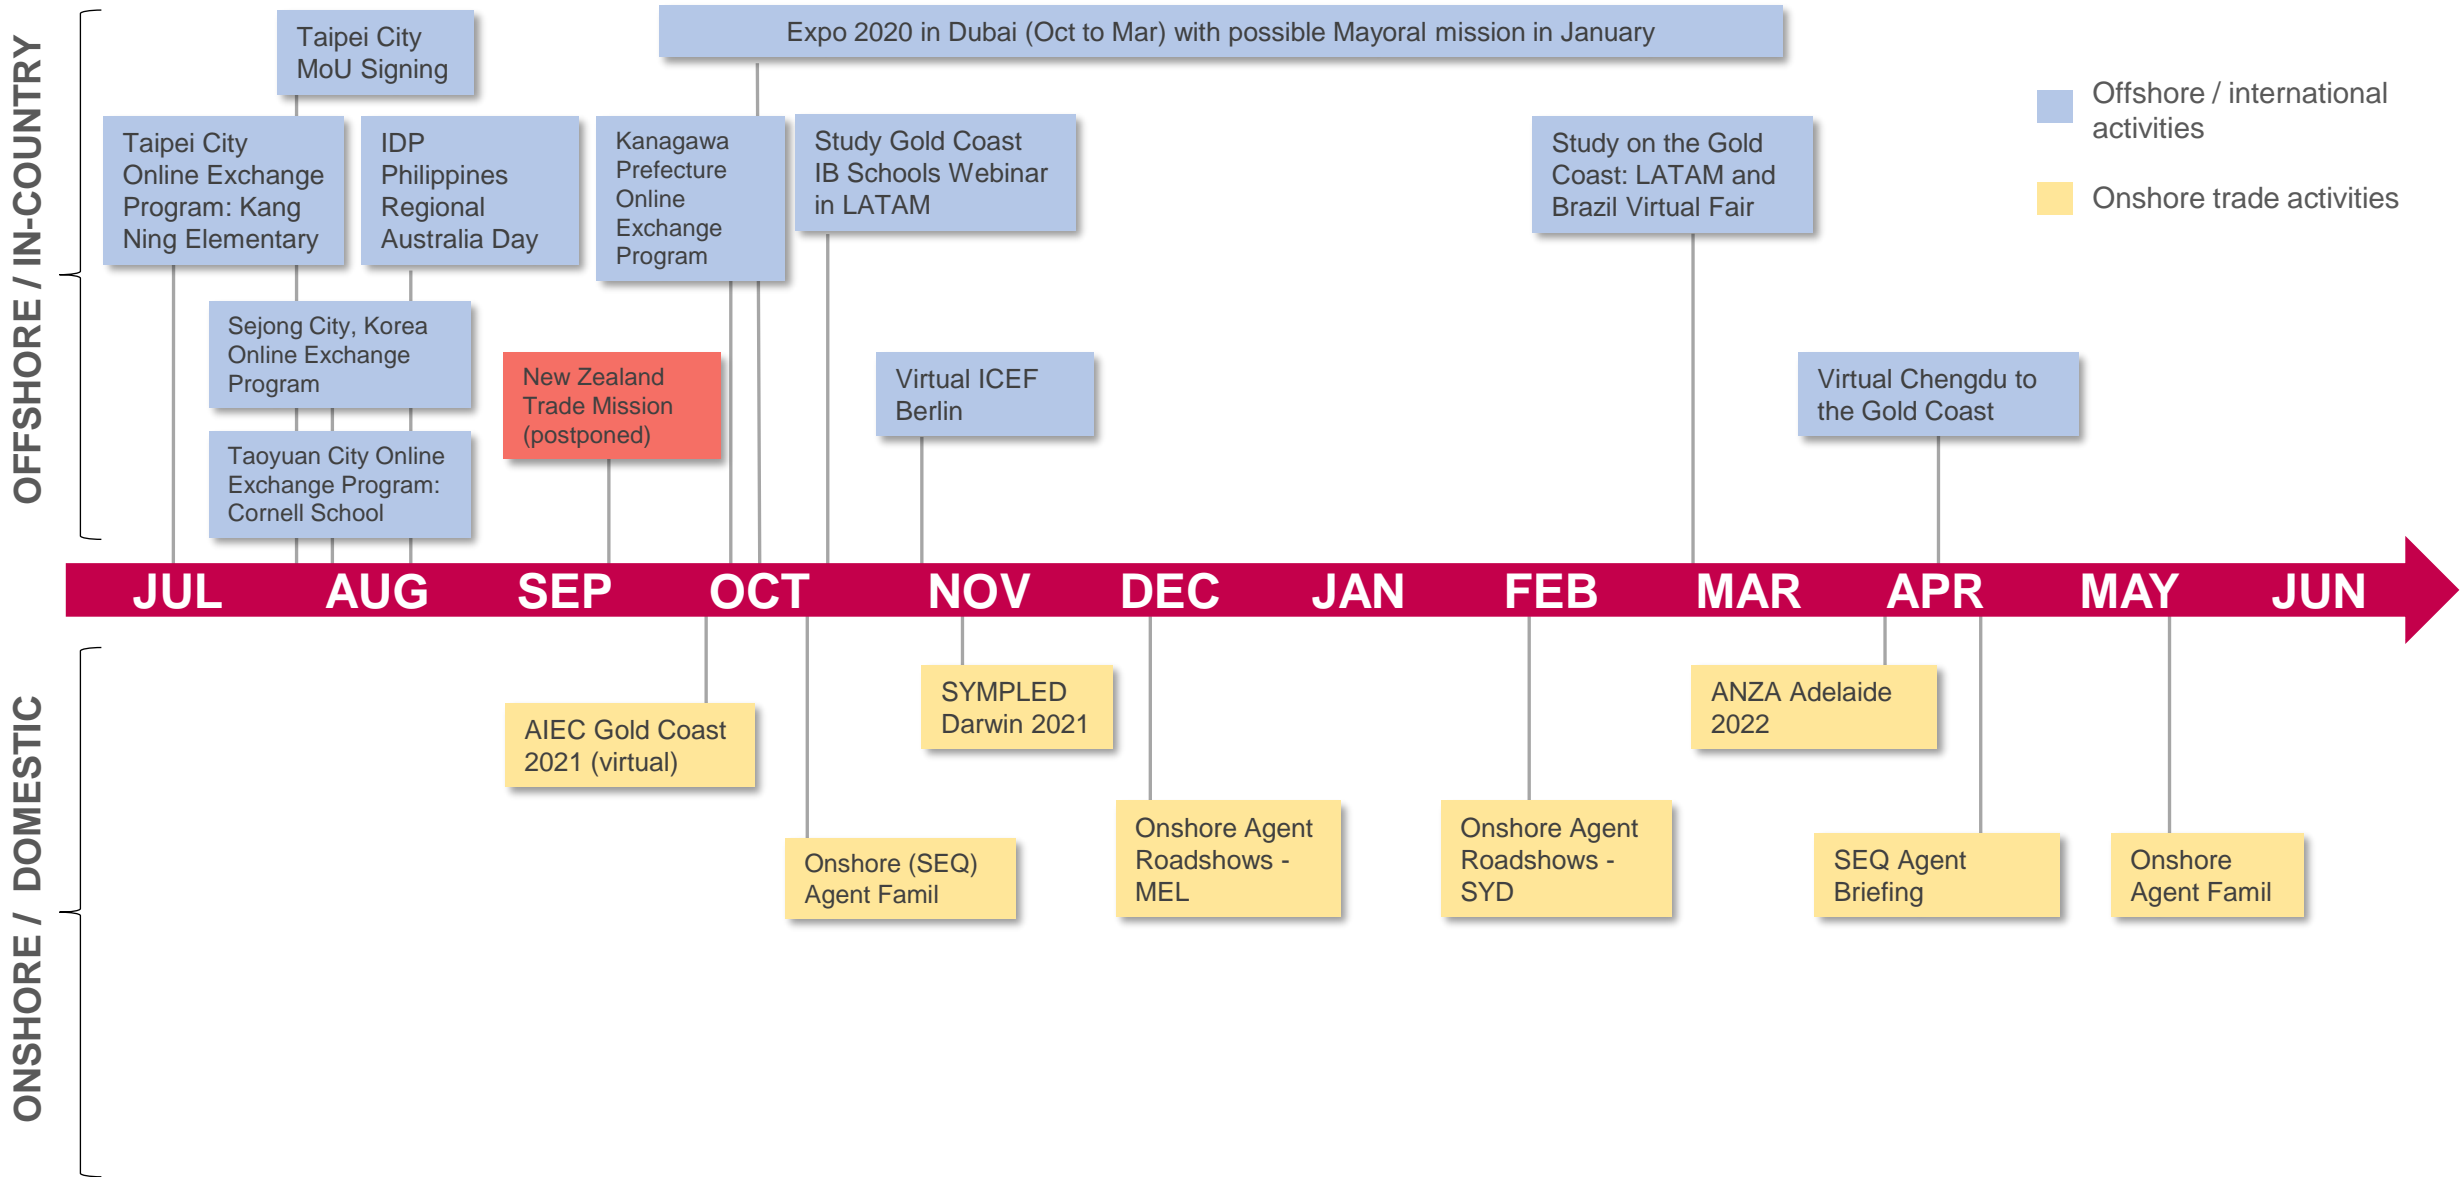 OFFSHORE / IN-COUNTRY
Taipei City
MoU Signing
Expo 2020 in Dubai (Oct to Mar) with possible Mayoral mission in January
Offshore / international
activities
Onshore trade activities
Taipei City
Online Exchange
Program: Kang
Ning Elementary
IDP
Philippines
Regional
Australia Day
Kanagawa
Prefecture
Online
Exchange
Program
Study Gold Coast
IB Schools Webinar
in LATAM
Study on the Gold
Coast: LATAM and
Brazil Virtual Fair
Sejong City, Korea
Online Exchange
Program
New Zealand
Trade Mission
(postponed)
Virtual ICEF
Berlin
Virtual Chengdu to
the Gold Coast
Taoyuan City Online
Exchange Program:
Cornell School
JUL AUG SEP OCT NOV DEC JAN FEB MAR APR MAY JUN
ONSHORE / DOMESTIC
AIEC Gold Coast
2021 (virtual)
SYMPLED
Darwin 2021
ANZA Adelaide
2022
Onshore (SEQ)
Agent Famil
Onshore Agent
Roadshows -
MEL
Onshore Agent
Roadshows -
SYD
SEQ Agent
Briefing
Onshore
Agent Famil